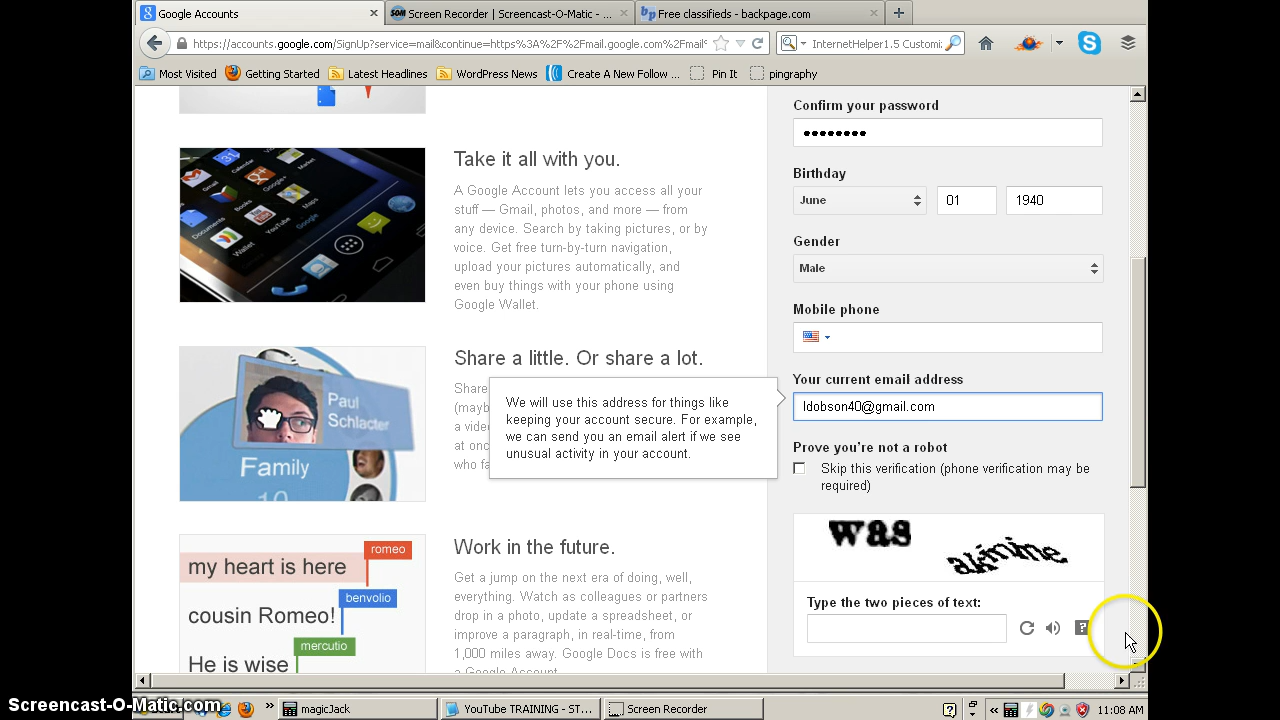 Google Accounts
Screen Recorder | Screencast-O-Matic - ...
Free classifieds - backpage.com
https://accounts.google.com/SignUp?service=mail&continue=https%3A%2F%2Fmail.google.com%2Fmail%
InternetHelper1.5 Customi
Most Visited
Getting Started
Latest Headlines
WordPress News
Create A New Follow ...
Pin It
pingraphy
Take it all with you.
A Google Account lets you access all your
stuff — Gmail, photos, and more — from
any device. Search by taking pictures, or by
voice. Get free turn-by-turn navigation,
upload your pictures automatically, and
even buy things with your phone using
Google Wallet.
Share a little. Or share a lot.
Share
(mayb
a vide
at onc
who fa
Paul
Schlacter
Family
10
We will use this address for things like
keeping your account secure. For example,
we can send you an email alert if we see
unusual activity in your account.
Work in the future.
Get a jump on the next era of doing, well,
everything. Watch as colleagues or partners
drop in a photo, update a spreadsheet, or
improve a paragraph, in real-time, from
1,000 miles away. Google Docs is free with
a Google Account.
romeo
my heart is here
benvolio
cousin Romeo!
mercutio
He is wise
Confirm your password
Birthday
June
01
1940
Gender
Male
Mobile phone
Your current email address
ldobson40@gmail.com
Prove you're not a robot
Skip this verification (phone verification may be
required)
was
Type the two pieces of text:
magicJack
YouTube TRAINING - ST...
Screen Recorder
11:08 AM
Screencast-O-Matic.com